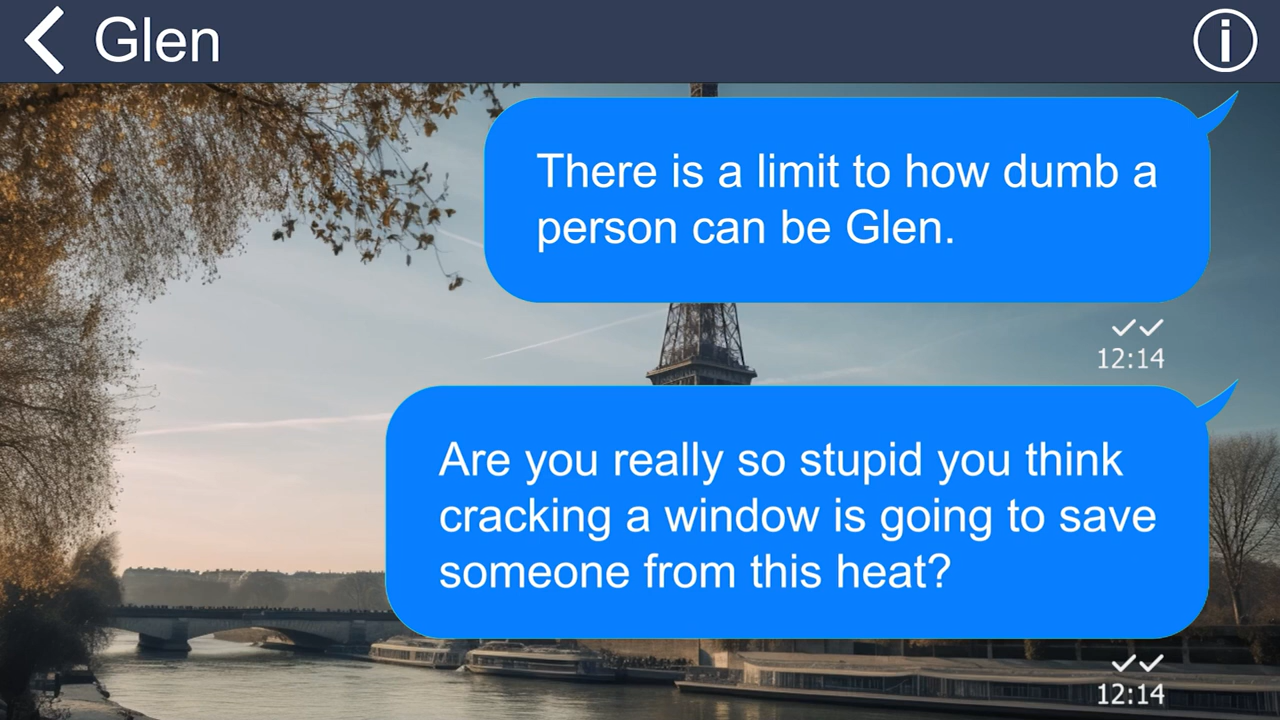 Glen
There is a limit to how dumb a
person can be Glen.
12:14
Are you really so stupid you think
cracking a window is going to save
someone from this heat?
12:14